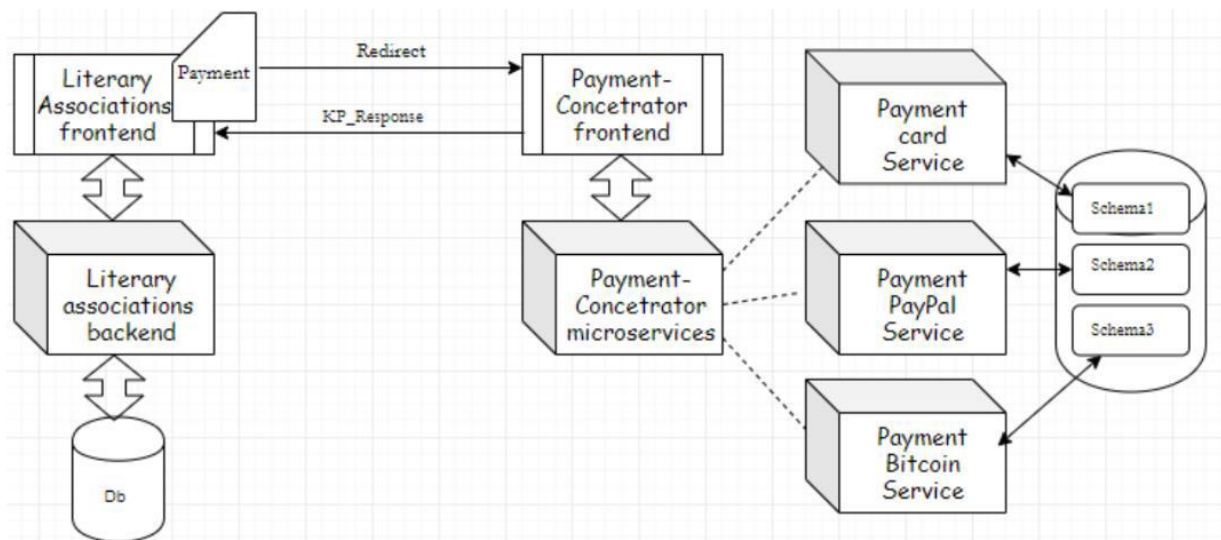 Literary
Associations
frontend
Payment
Redirect
KP_Response
Payment-
Concetrator
frontend
Payment
card
Service
Schema1
Literary
associations
backend
Payment-
Concetrator
microservices
Payment
PayPal
Service
Schema2
Schema3
Db
Payment
Bitcoin
Service